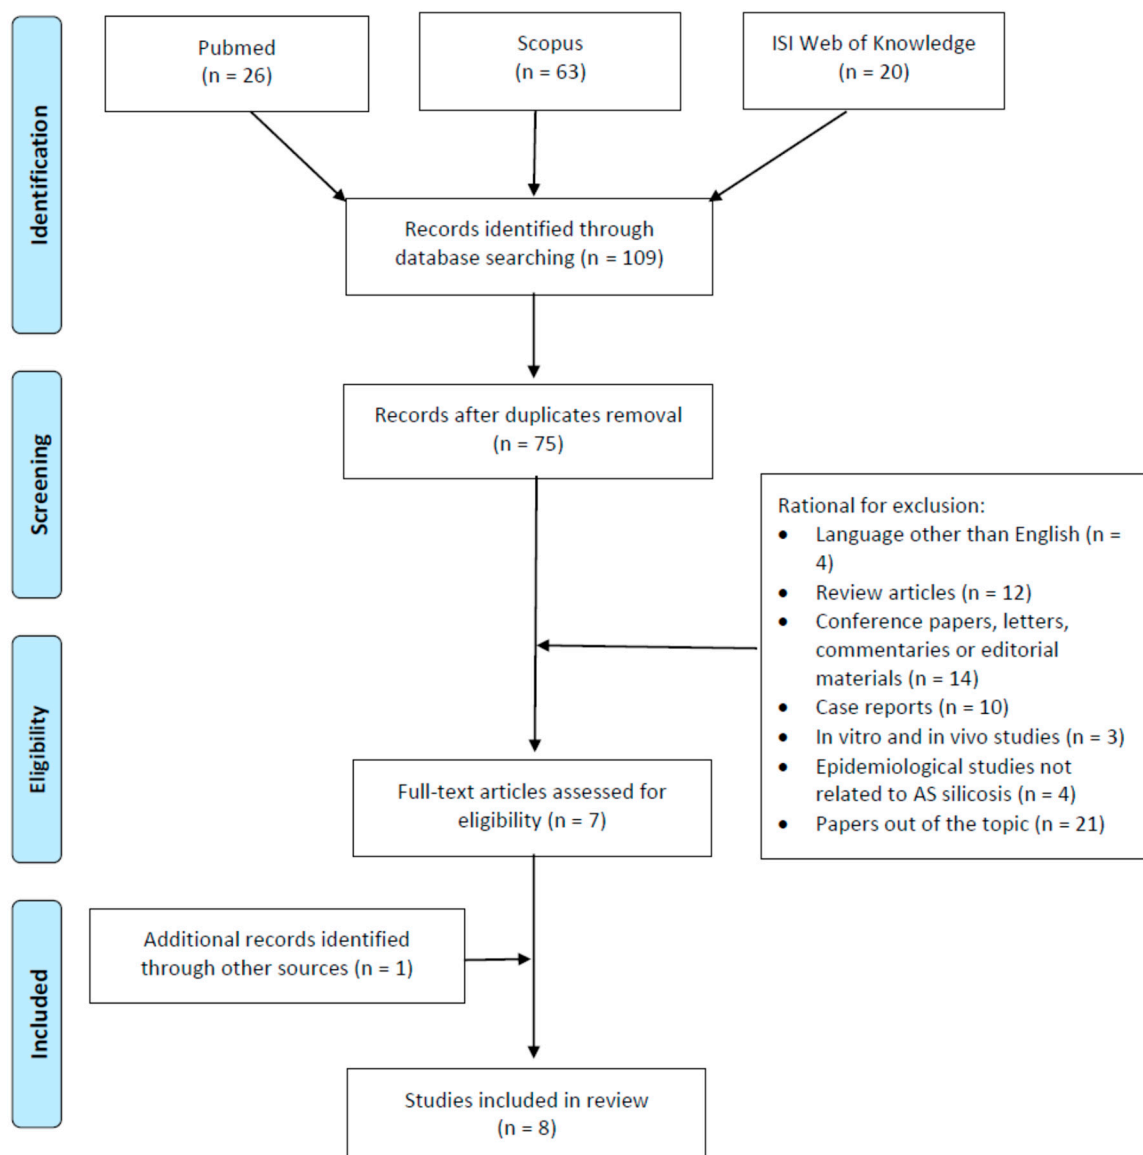 Identification
Pubmed
(n = 26)
Scopus
(n = 63)
ISI Web of Knowledge
(n = 20)
Records identified through
database searching (n = 109)
Screening
Records after duplicates removal
(n = 75)
Rational for exclusion:
• Language other than English (n =
4)
• Review articles (n = 12)
• Conference papers, letters,
commentaries or editorial
materials (n = 14)
• Case reports (n = 10)
• In vitro and in vivo studies (n = 3)
• Epidemiological studies not
related to AS silicosis (n = 4)
• Papers out of the topic (n = 21)
Eligibility
Full-text articles assessed for
eligibility (n = 7)
Included
Additional records identified
through other sources (n = 1)
Studies included in review
(n = 8)